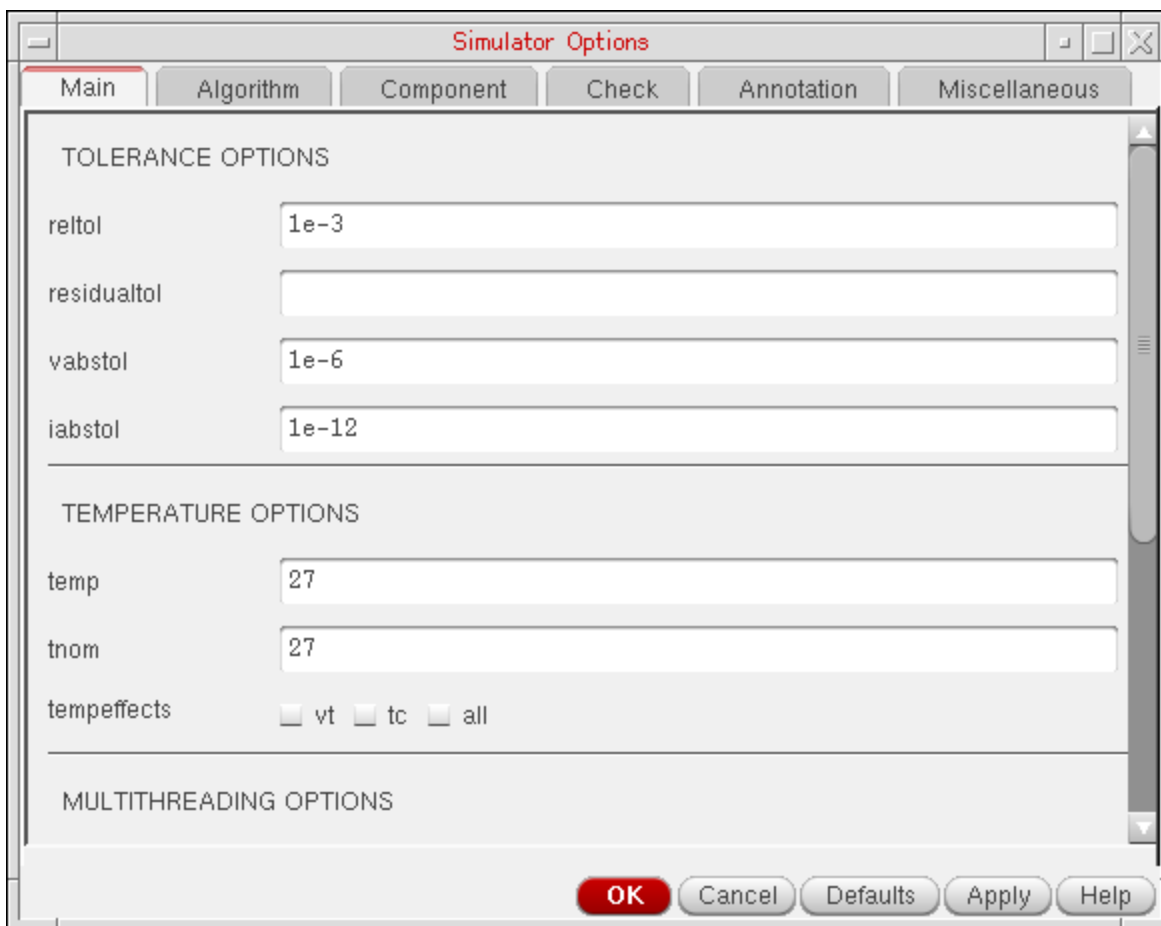 Simulator Options
Main Algorithm Component Check Annotation Miscellaneous
TOLERANCE OPTIONS
reltol 1e-3
residualtol
vabstol 1e-6
iabstol 1e-12
TEMPERATURE OPTIONS
temp 27
tnom 27
tempeffects vt tc all
MULTITHREADING OPTIONS
OK Cancel Defaults Apply Help